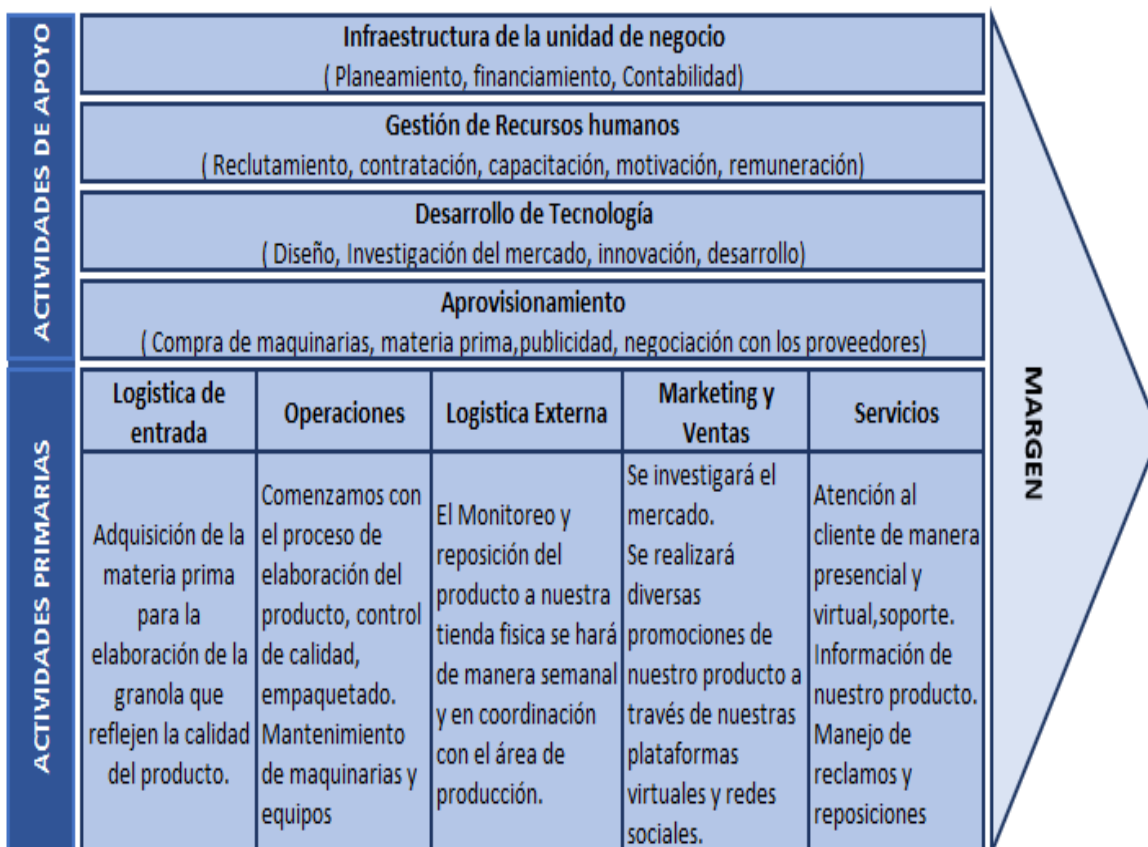 ACTIVIDADES DE APOYO
Infraestructura de la unidad de negocio
( Planeamiento, financiamiento, Contabilidad)
Gestión de Recursos humanos
( Reclutamiento, contratación, capacitación, motivación, remuneración)
Desarrollo de Tecnología
( Diseño, Investigación del mercado, innovación, desarrollo)
Aprovisionamiento
( Compra de maquinarias, materia prima,publicidad, negociación con los proveedores)
ACTIVIDADES PRIMARIAS
Logistica de
entrada
Adquisición de la
materia prima
para la
elaboración de la
granola que
reflejen la calidad
del producto.
Operaciones
Comenzamos con
el proceso de
elaboración del
producto, control
de calidad,
empaquetado.
Mantenimiento
de maquinarias y
equipos
Logistica Externa
El Monitoreo y
reposición del
producto a nuestra
tienda fisica se hará
de manera semanal
y en coordinación
con el área de
producción.
Marketing y
Ventas
Se investigará el
mercado.
Se realizará
diversas
promociones de
nuestro producto a
través de nuestras
plataformas
virtuales y redes
sociales.
Servicios
Atención al
cliente de manera
presencial y
virtual,soporte.
Información de
nuestro producto.
Manejo de
reclamos y
reposiciones
MARGEN